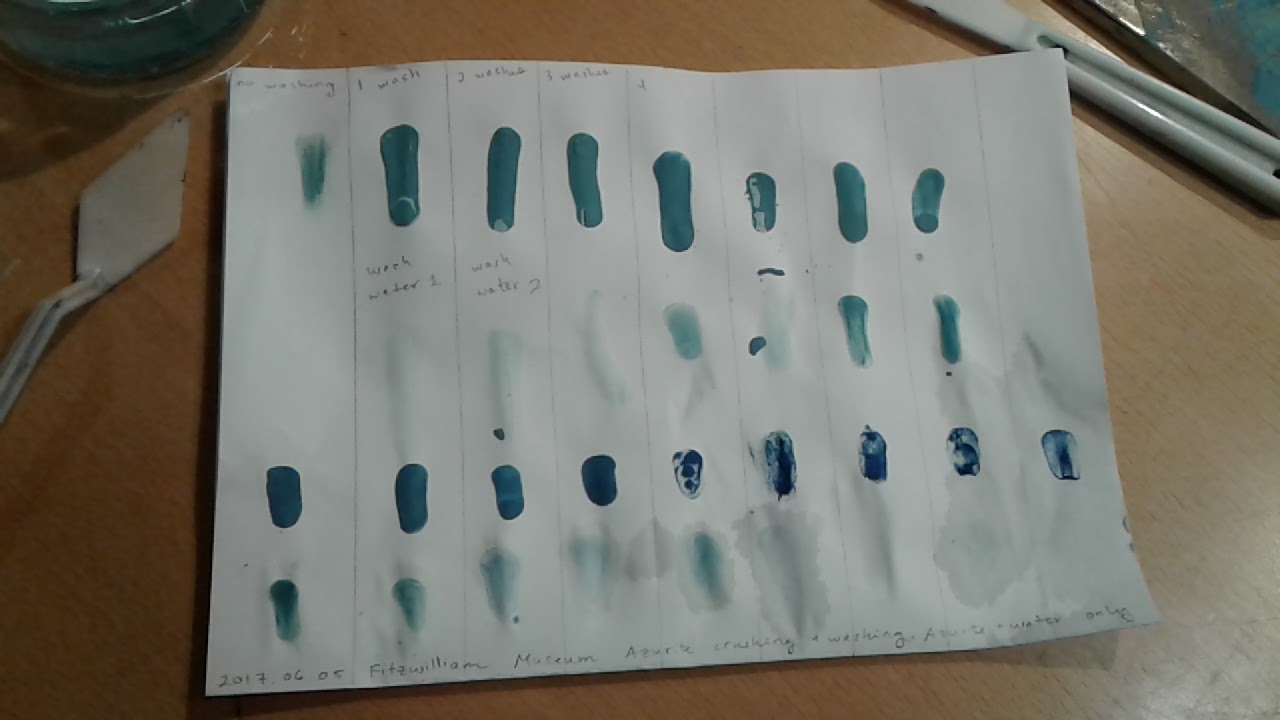 no washing 1 wash 2 washes 3 washes 4
wash
water 1
wash
water 2
2017.06 05 Fitzwilliam Museum Azurite crushing + washing. Azurite + water only